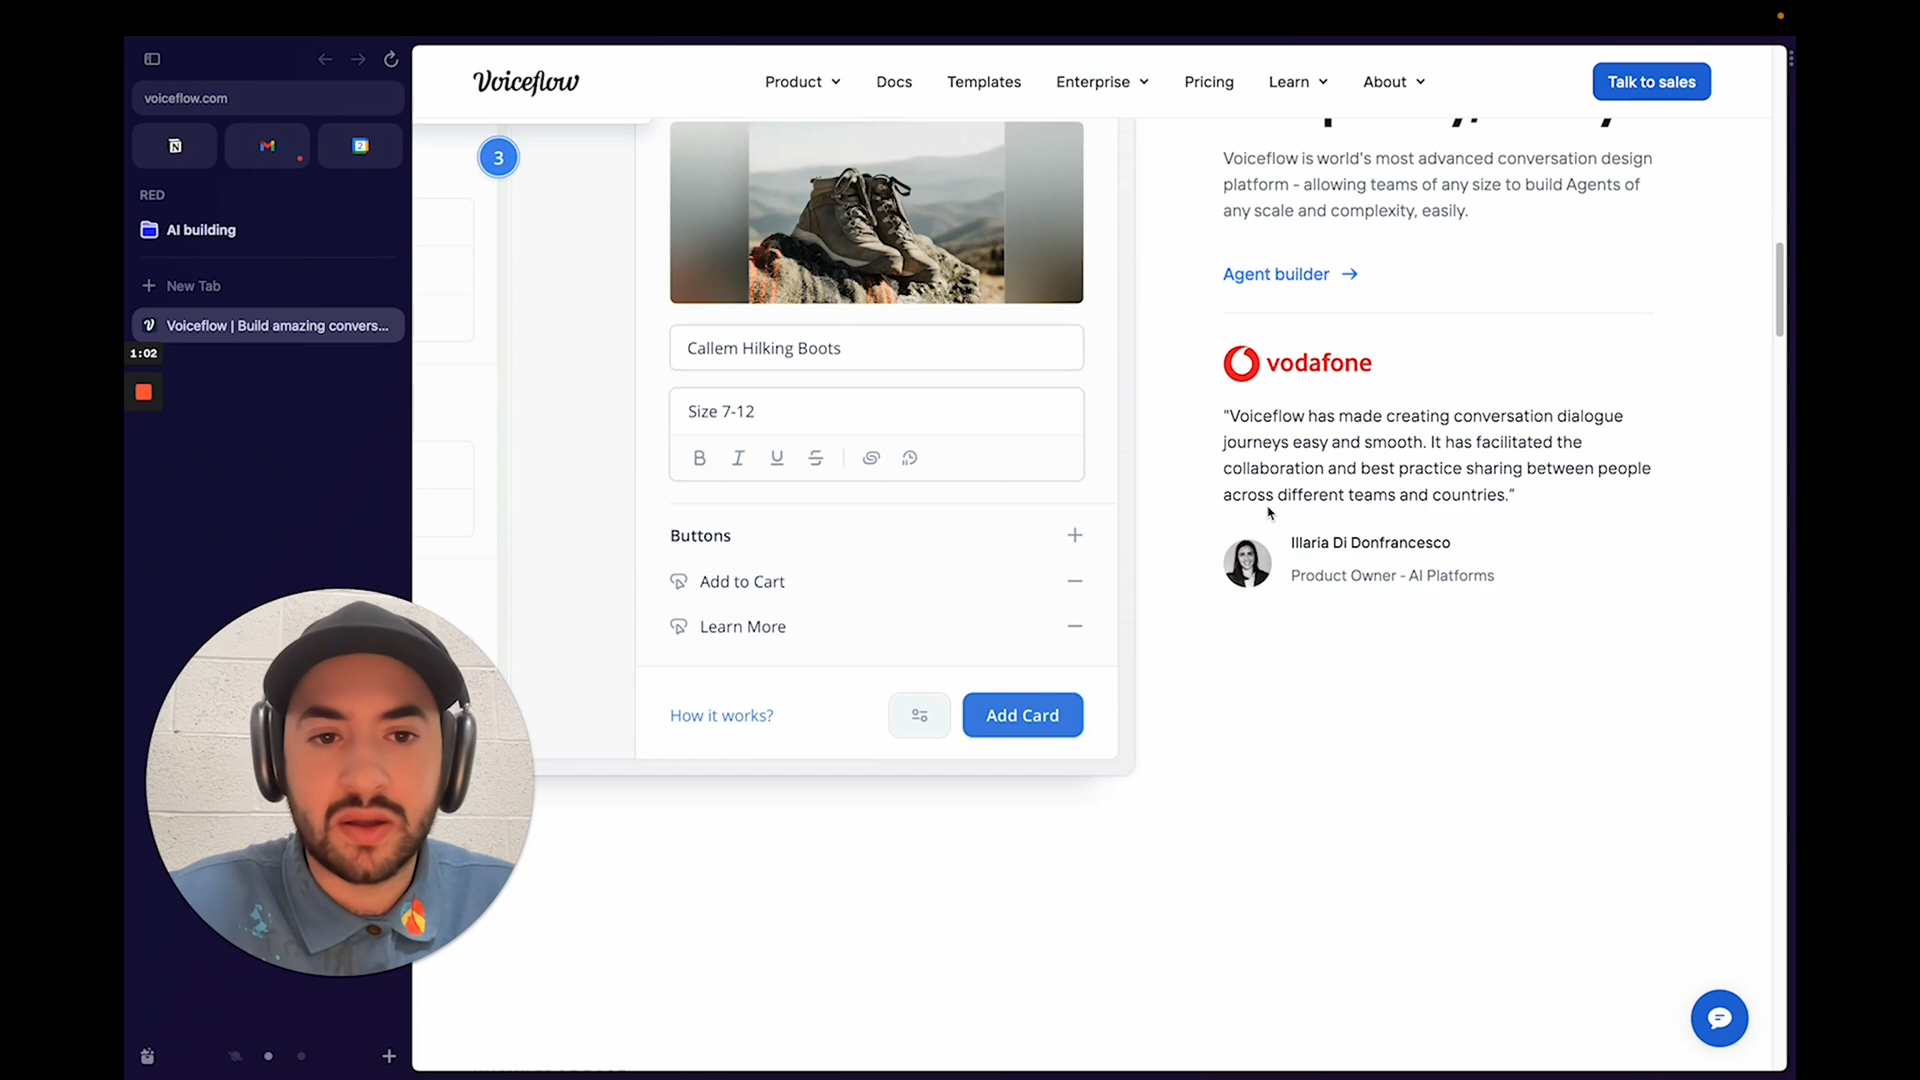 voiceflow.com
RED
AI building
New Tab
Voiceflow | Build amazing convers...
1:02
Voiceflow
Product
Docs
Templates
Enterprise
Pricing
Learn
About
Talk to sales
3
Callem Hilking Boots
Size 7-12
B I U S
Buttons
Add to Cart
Learn More
How it works?
Add Card
Voiceflow is world's most advanced conversation design
platform - allowing teams of any size to build Agents of
any scale and complexity, easily.
Agent builder →
vodafone
"Voiceflow has made creating conversation dialogue
journeys easy and smooth. It has facilitated the
collaboration and best practice sharing between people
across different teams and countries."
Illaria Di Donfrancesco
Product Owner - AI Platforms